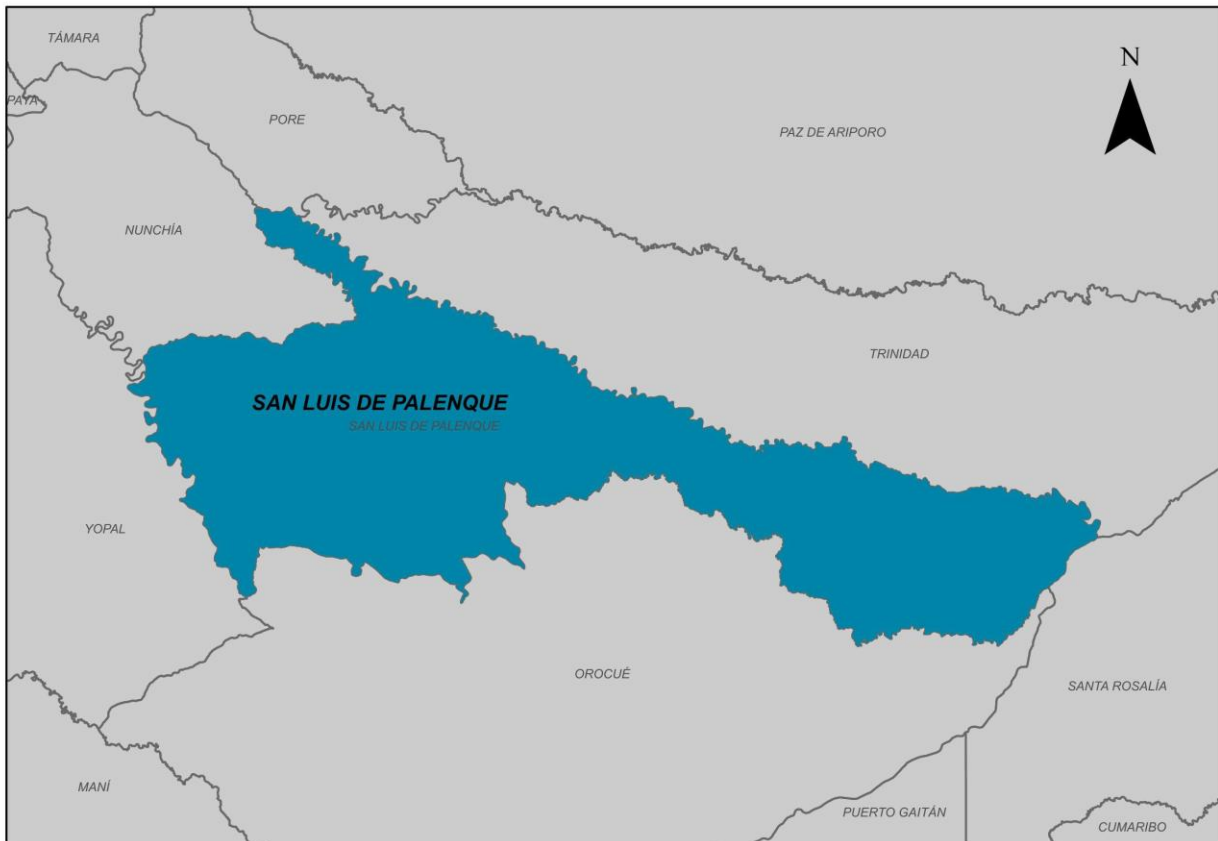 TÁMARA
N
PAYA
PORE
PAZ DE ARIPORO
NUNCHÍA
TRINIDAD
SAN LUIS DE PALENQUE
SAN LUIS DE PALENQUE
YOPAL
OROCUÉ
SANTA ROSALÍA
MANÍ
PUERTO GAITÁN
CUMARIBO